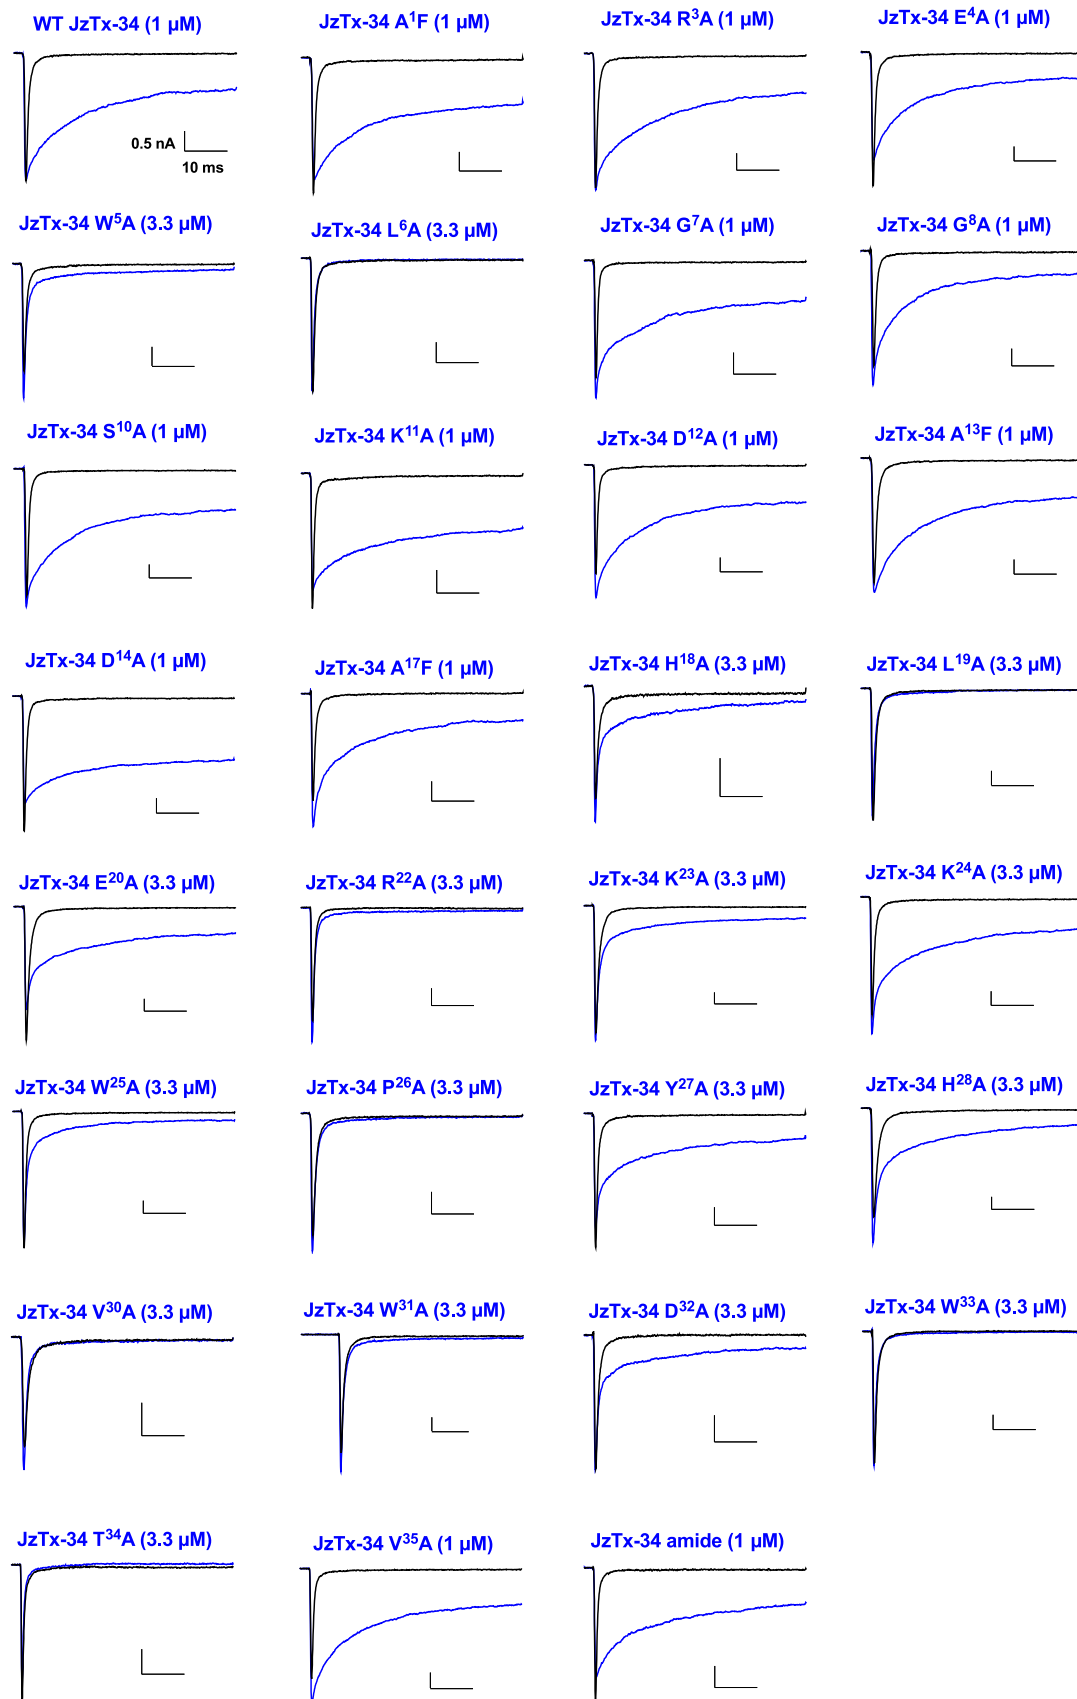 WT JzTx-34 (1 µM)
JzTx-34 A¹F (1 µM)
JzTx-34 R³A (1 µM)
JzTx-34 E⁴A (1 µM)
0.5 nA
10 ms
JzTx-34 W⁵A (3.3 µM)
JzTx-34 L⁶A (3.3 µM)
JzTx-34 G⁷A (1 µM)
JzTx-34 G⁸A (1 µM)
JzTx-34 S¹⁰A (1 µM)
JzTx-34 K¹¹A (1 µM)
JzTx-34 D¹²A (1 µM)
JzTx-34 A¹³F (1 µM)
JzTx-34 D¹⁴A (1 µM)
JzTx-34 A¹⁷F (1 µM)
JzTx-34 H¹⁸A (3.3 µM)
JzTx-34 L¹⁹A (3.3 µM)
JzTx-34 E²⁰A (3.3 µM)
JzTx-34 R²²A (3.3 µM)
JzTx-34 K²³A (3.3 µM)
JzTx-34 K²⁴A (3.3 µM)
JzTx-34 W²⁵A (3.3 µM)
JzTx-34 P²⁶A (3.3 µM)
JzTx-34 Y²⁷A (3.3 µM)
JzTx-34 H²⁸A (3.3 µM)
JzTx-34 V³⁰A (3.3 µM)
JzTx-34 W³¹A (3.3 µM)
JzTx-34 D³²A (3.3 µM)
JzTx-34 W³³A (3.3 µM)
JzTx-34 T³⁴A (3.3 µM)
JzTx-34 V³⁵A (1 µM)
JzTx-34 amide (1 µM)